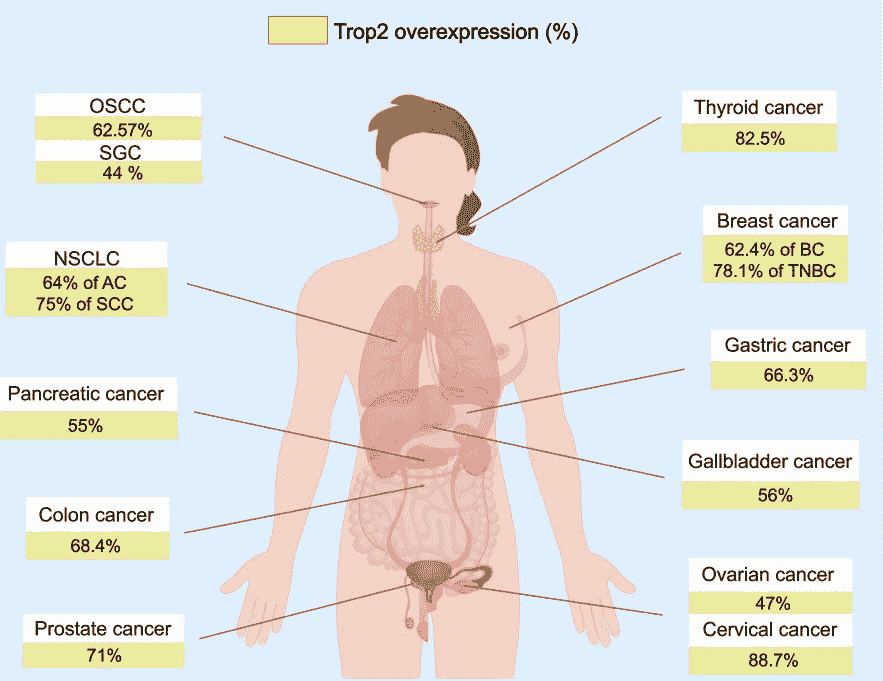 Trop2 overexpression (%)
OSCC
62.57%
SGC
44 %
NSCLC
64% of AC
75% of SCC
Pancreatic cancer
55%
Colon cancer
68.4%
Prostate cancer
71%
Thyroid cancer
82.5%
Breast cancer
62.4% of BC
78.1% of TNBC
Gastric cancer
66.3%
Gallbladder cancer
56%
Ovarian cancer
47%
Cervical cancer
88.7%